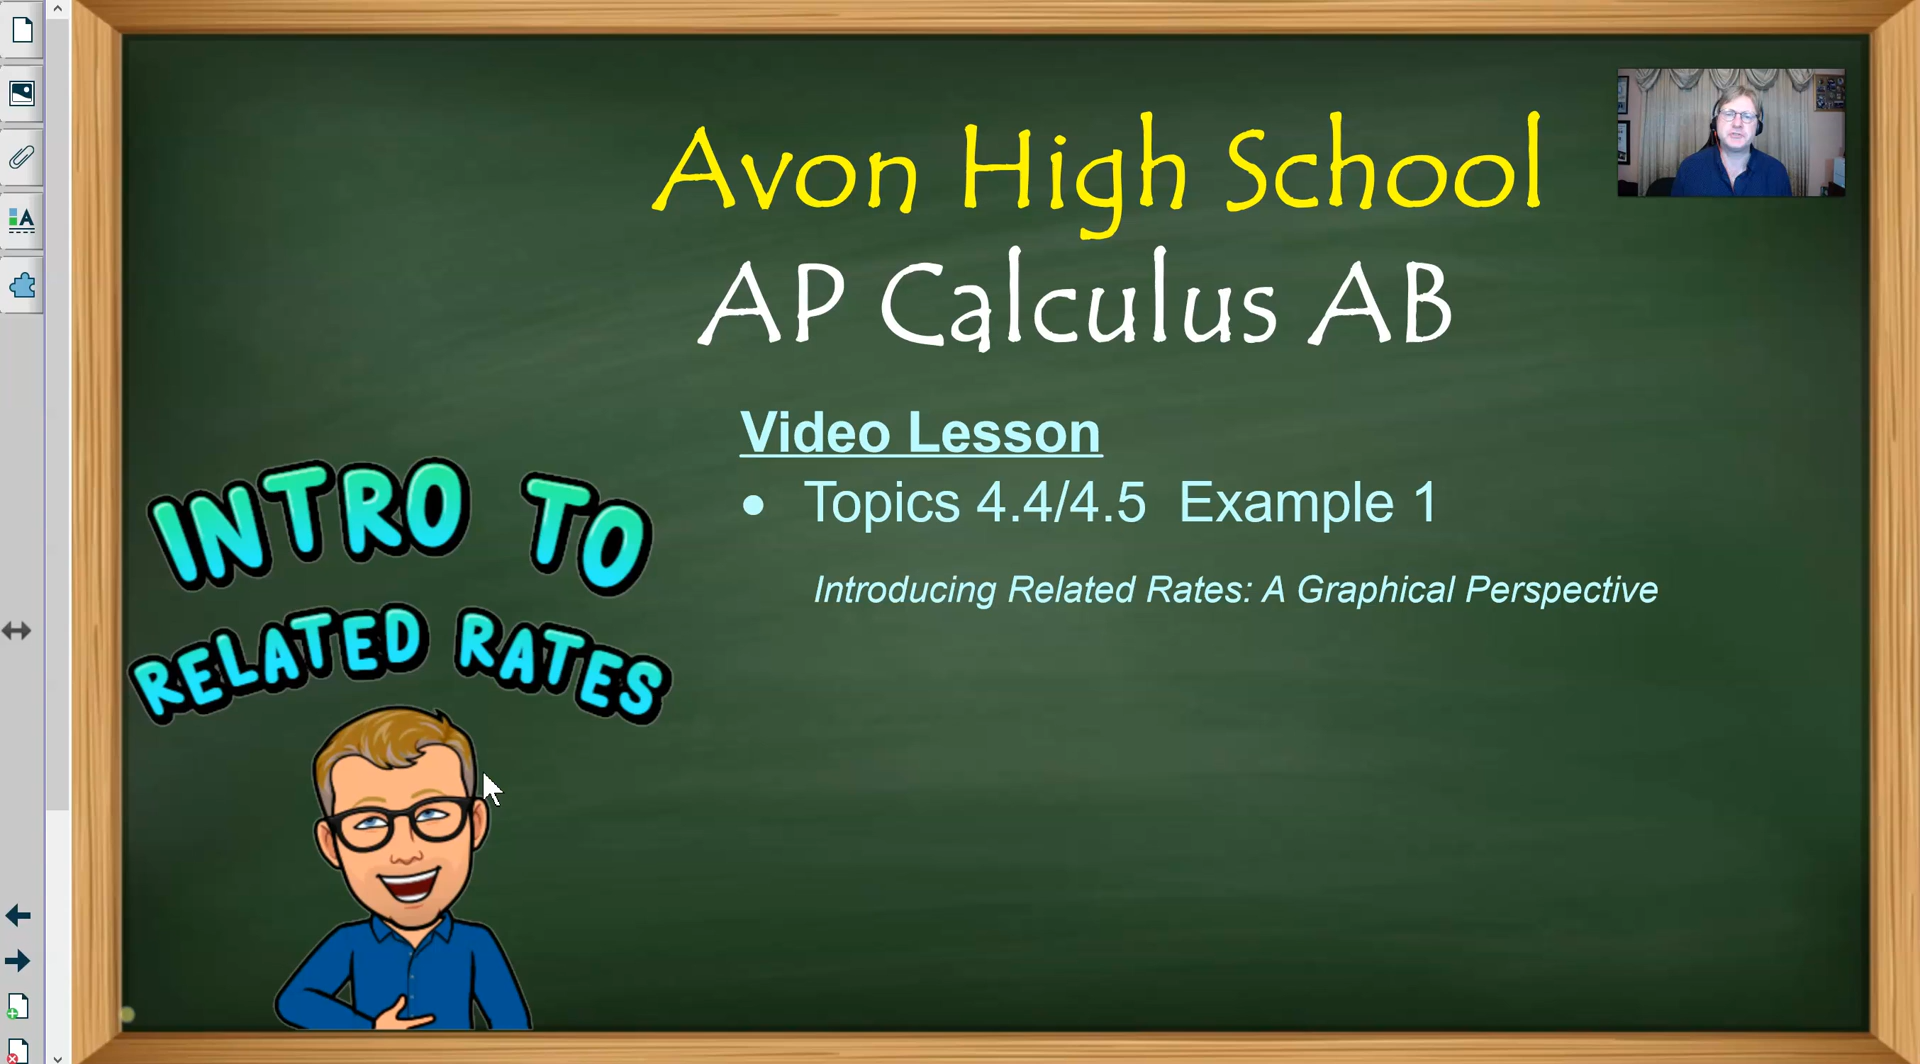 Avon High School
AP Calculus AB
Video Lesson
• Topics 4.4/4.5 Example 1
Introducing Related Rates: A Graphical Perspective
INTRO TO
RELATED RATES